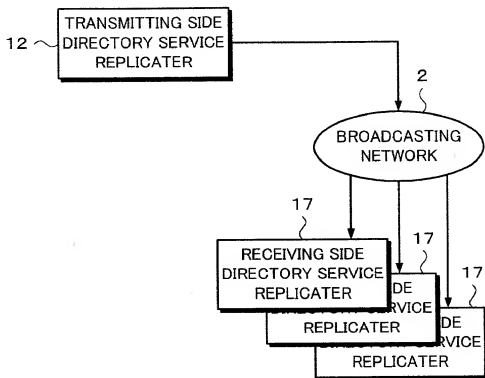 TRANSMITTING SIDE
12
DIRECTORY SERVICE
REPLICATER
2
BROADCASTING
NETWORK
17
RECEIVING SIDE
DIRECTORY SERVICE
REPLICATER
17
REPLICATER
17
REPLICATER